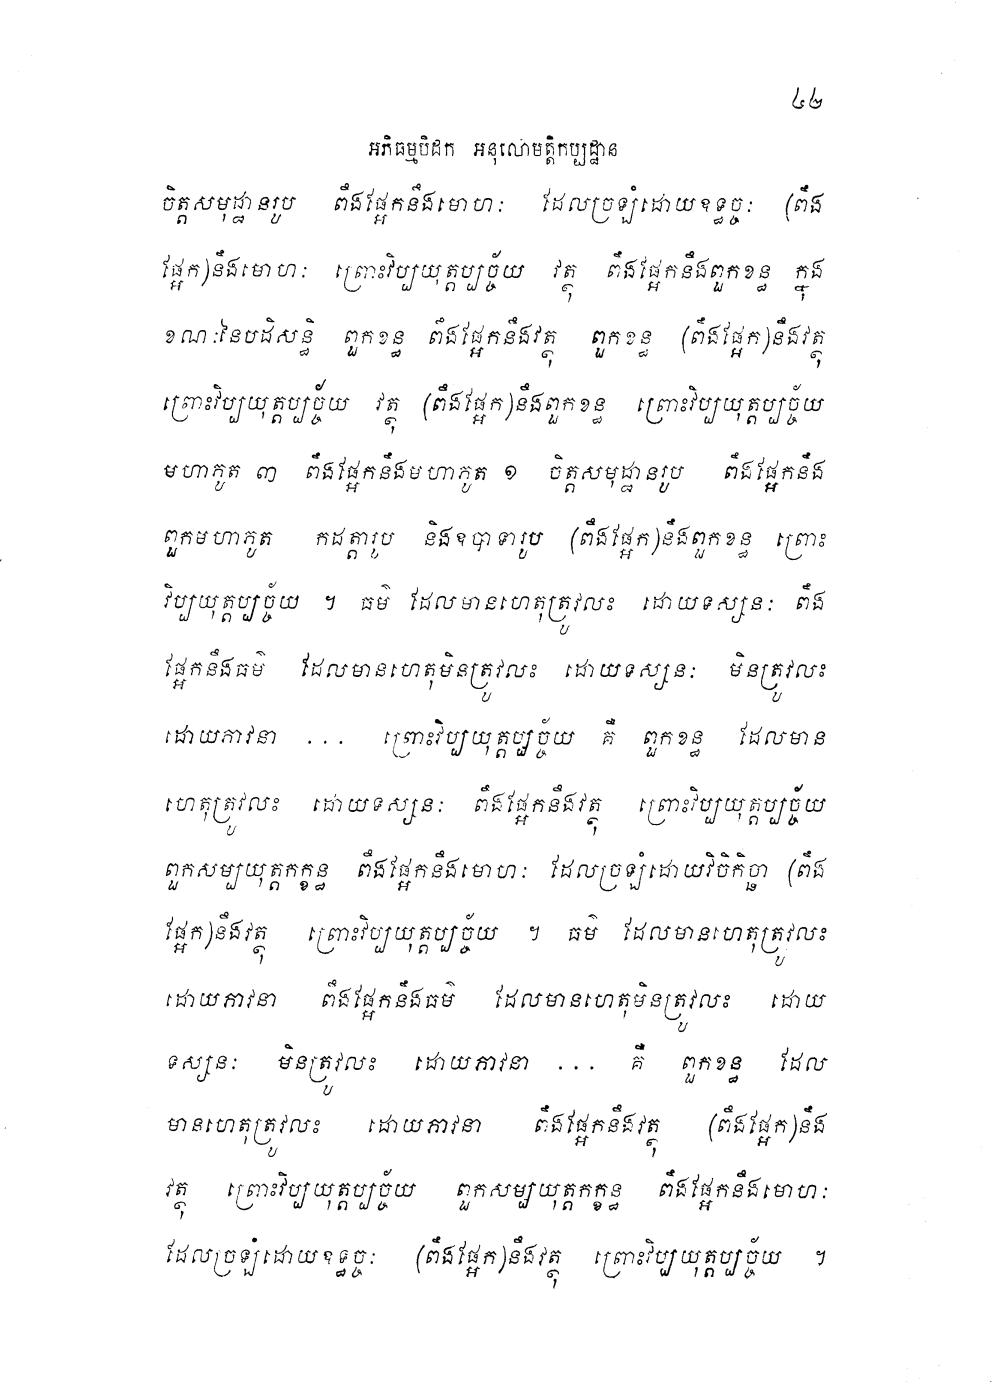 ៤២
អភិធម្មបិដក អនុលោមត្តិកប្បដ្ឋាន
ចិត្តសមុដ្ឋានរូប ពឹងផ្អែកនឹងមោហៈ ដែលច្រឡំដោយឧទ្ធច្ចៈ (ពឹង
ផ្អែក)នឹងមោហៈ ព្រោះវិប្បយុត្តប្បច្ច័យ វត្ថុ ពឹងផ្អែកនឹងពួកខន្ធ ក្នុង
ខណៈនៃបដិសន្ធិ ពួកខន្ធ ពឹងផ្អែកនឹងវត្ថុ ពួកខន្ធ (ពឹងផ្អែក)នឹងវត្ថុ
ព្រោះវិប្បយុត្តប្បច្ច័យ វត្ថុ (ពឹងផ្អែក)នឹងពួកខន្ធ ព្រោះវិប្បយុត្តប្បច្ច័យ
មហាភូត ៣ ពឹងផ្អែកនឹងមហាភូត ១ ចិត្តសមុដ្ឋានរូប ពឹងផ្អែកនឹង
ពួកមហាភូត កដត្តារូប និងឧបាទារូប (ពឹងផ្អែក)នឹងពួកខន្ធ ព្រោះ
វិប្បយុត្តប្បច្ច័យ ។ ធម៌ ដែលមានហេតុត្រូវលះ ដោយទស្សនៈ ពឹង
ផ្អែកនឹងធម៌ ដែលមានហេតុមិនត្រូវលះ ដោយទស្សនៈ មិនត្រូវលះ
ដោយភាវនា ... ព្រោះវិប្បយុត្តប្បច្ច័យ គឺ ពួកខន្ធ ដែលមាន
ហេតុត្រូវលះ ដោយទស្សនៈ ពឹងផ្អែកនឹងវត្ថុ ព្រោះវិប្បយុត្តប្បច្ច័យ
ពួកសម្បយុត្តកក្ខន្ធ ពឹងផ្អែកនឹងមោហៈ ដែលច្រឡំដោយវិចិកិច្ឆា (ពឹង
ផ្អែក)នឹងវត្ថុ ព្រោះវិប្បយុត្តប្បច្ច័យ ។ ធម៌ ដែលមានហេតុត្រូវលះ
ដោយភាវនា ពឹងផ្អែកនឹងធម៌ ដែលមានហេតុមិនត្រូវលះ ដោយ
ទស្សនៈ មិនត្រូវលះ ដោយភាវនា ... គឺ ពួកខន្ធ ដែល
មានហេតុត្រូវលះ ដោយភាវនា ពឹងផ្អែកនឹងវត្ថុ (ពឹងផ្អែក)នឹង
វត្ថុ ព្រោះវិប្បយុត្តប្បច្ច័យ ពួកសម្បយុត្តកក្ខន្ធ ពឹងផ្អែកនឹងមោហៈ
ដែលច្រឡំដោយឧទ្ធច្ចៈ (ពឹងផ្អែក)នឹងវត្ថុ ព្រោះវិប្បយុត្តប្បច្ច័យ ។